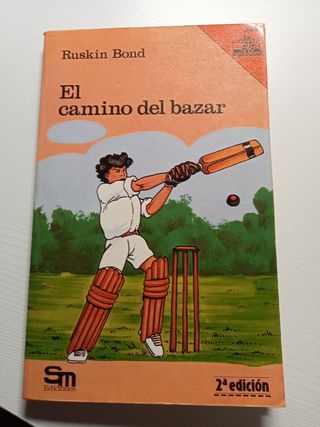 Ruskin Bond
El
camino del bazar
Sm
Ediciones
2ª edición